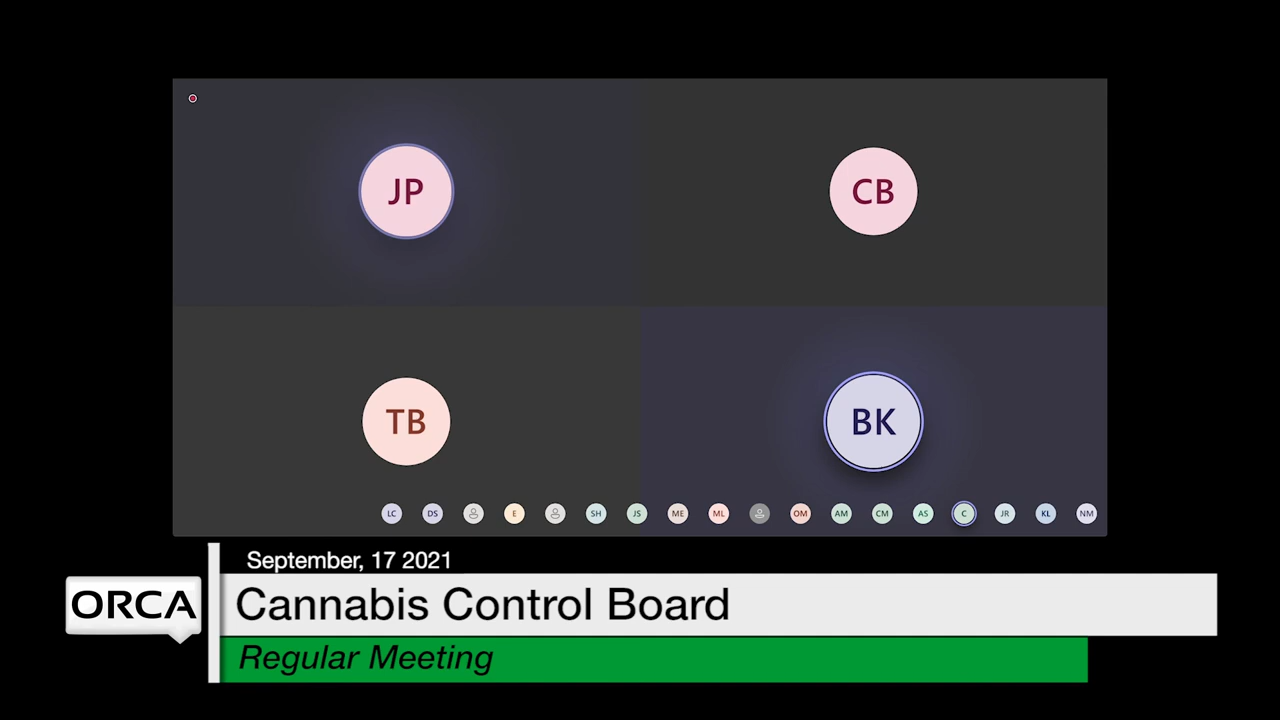 JP
CB
TB
BK
LC DS E SH JS ME ML OM AM CM AS C JR KL NM
September, 17 2021
ORCA
Cannabis Control Board
Regular Meeting